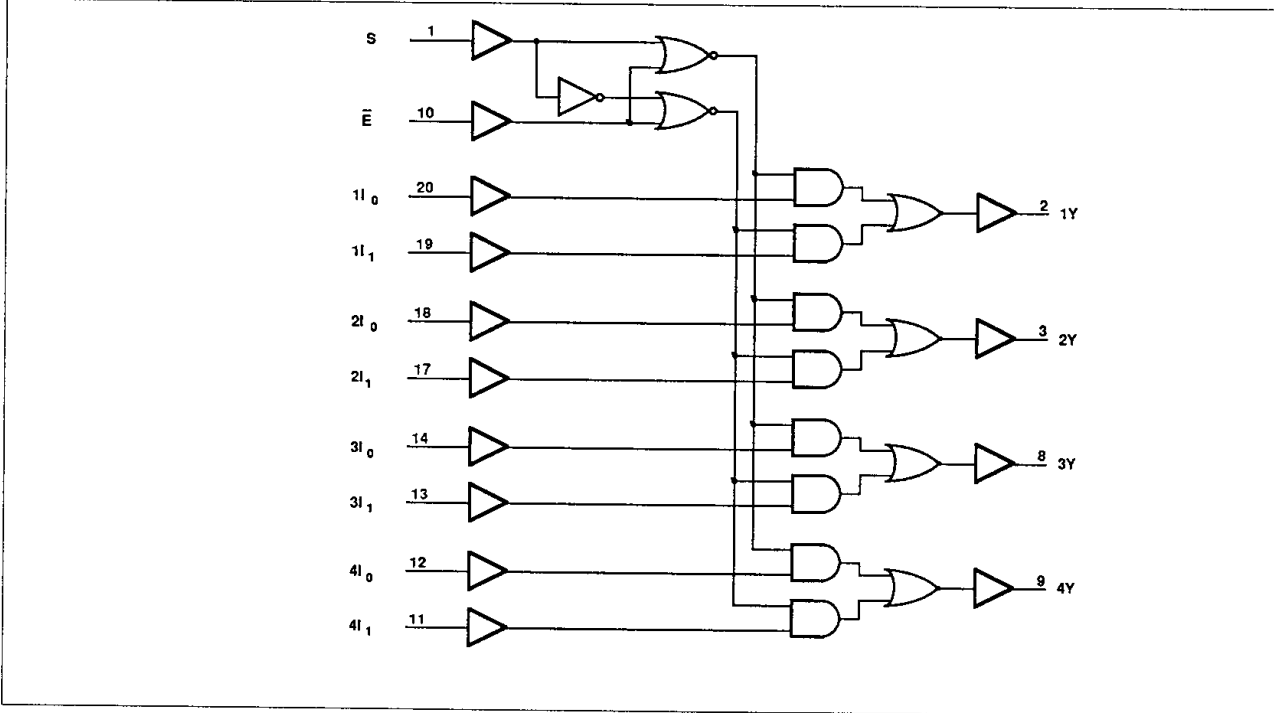 S 1
Ē 10
1I₀ 20
1I₁ 19
2 1Y
2I₀ 18
2I₁ 17
3 2Y
3I₀ 14
3I₁ 13
8 3Y
4I₀ 12
4I₁ 11
9 4Y